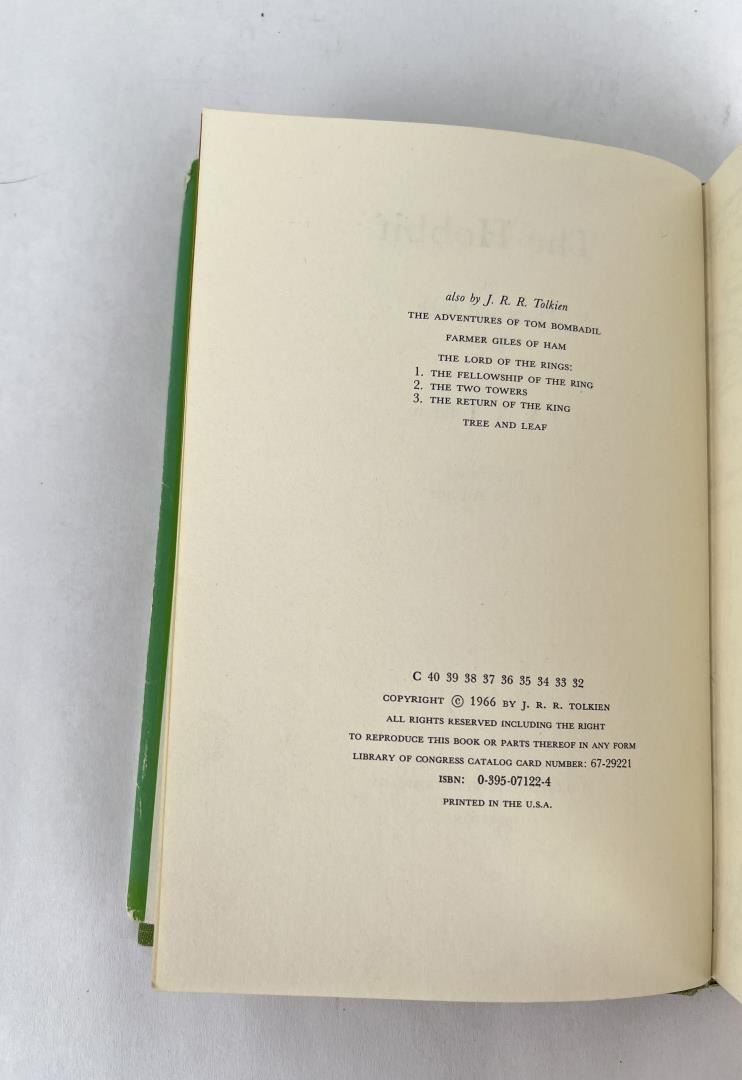 also by J. R. R. Tolkien
THE ADVENTURES OF TOM BOMBADIL
FARMER GILES OF HAM
THE LORD OF THE RINGS:
1. THE FELLOWSHIP OF THE RING
2. THE TWO TOWERS
3. THE RETURN OF THE KING
TREE AND LEAF
C 40 39 38 37 36 35 34 33 32
COPYRIGHT © 1966 BY J. R. R. TOLKIEN
ALL RIGHTS RESERVED INCLUDING THE RIGHT
TO REPRODUCE THIS BOOK OR PARTS THEREOF IN ANY FORM
LIBRARY OF CONGRESS CATALOG CARD NUMBER: 67-29221
ISBN: 0-395-07122-4
PRINTED IN THE U.S.A.